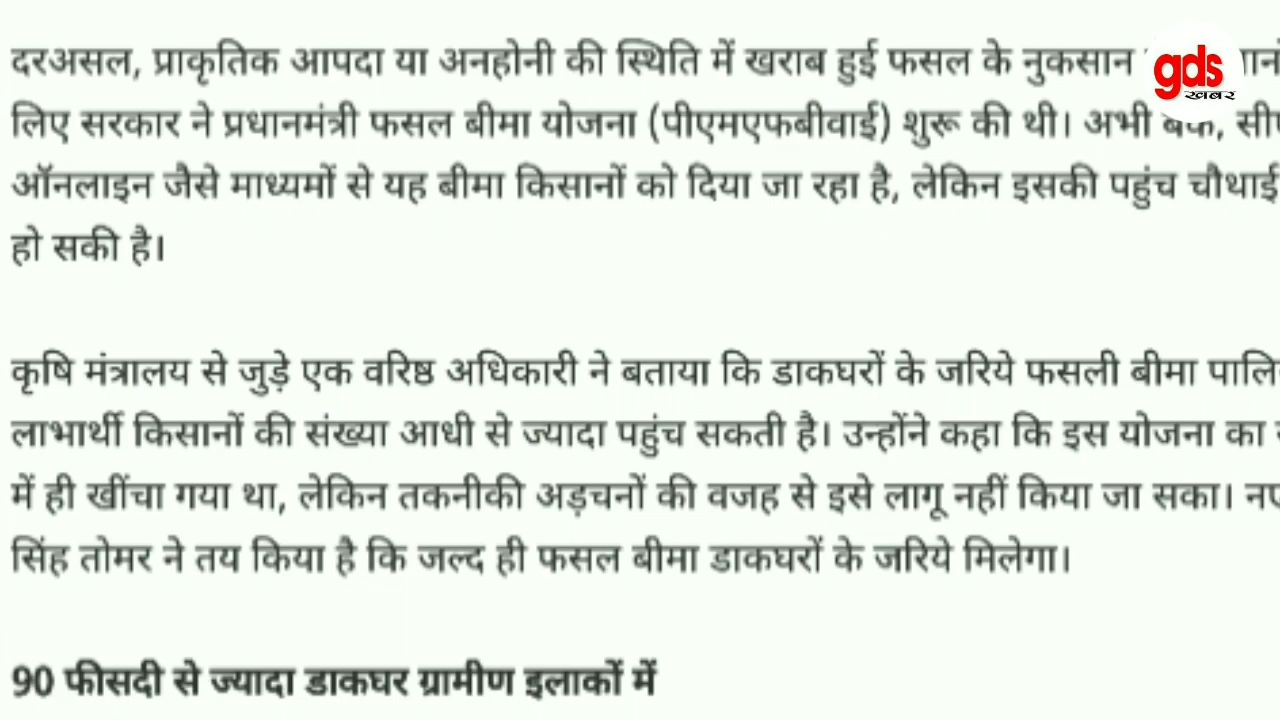 दरअसल, प्राकृतिक आपदा या अनहोनी की स्थिति में खराब हुई फसल के नुकसान
gds
खबर
लिए सरकार ने प्रधानमंत्री फसल बीमा योजना (पीएमएफबीवाई) शुरू की थी। अभी
ऑनलाइन जैसे माध्यमों से यह बीमा किसानों को दिया जा रहा है, लेकिन इसकी पहुंच चौथाई
हो सकी है।
कृषि मंत्रालय से जुड़े एक वरिष्ठ अधिकारी ने बताया कि डाकघरों के जरिये फसली बीमा
लाभार्थी किसानों की संख्या आधी से ज्यादा पहुंच सकती है। उन्होंने कहा कि इस योजना का
में ही खींचा गया था, लेकिन तकनीकी अड़चनों की वजह से इसे लागू नहीं किया जा सका।
सिंह तोमर ने तय किया है कि जल्द ही फसल बीमा डाकघरों के जरिये मिलेगा।
90 फीसदी से ज्यादा डाकघर ग्रामीण इलाकों में